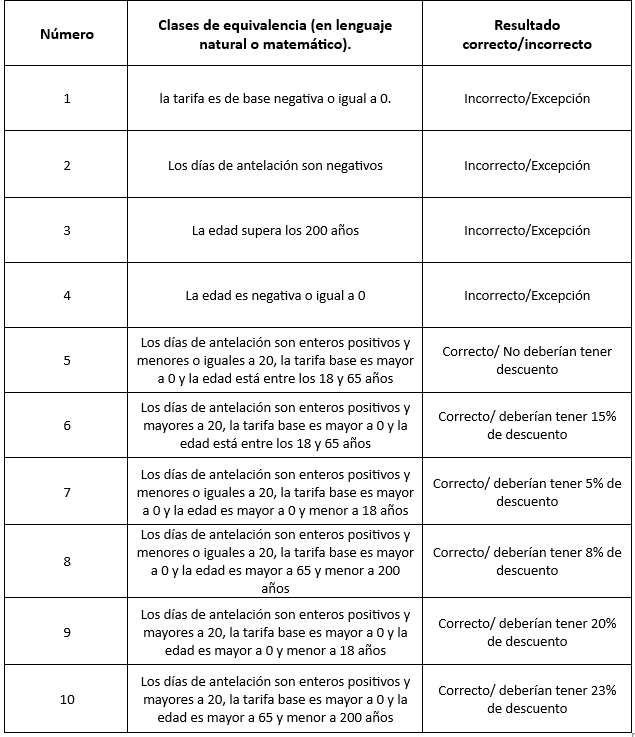 Número
Clases de equivalencia (en lenguaje
natural o matemático).
Resultado
correcto/incorrecto
1
la tarifa es de base negativa o igual a 0.
Incorrecto/Excepción
2
Los días de antelación son negativos
Incorrecto/Excepción
3
La edad supera los 200 años
Incorrecto/Excepción
4
La edad es negativa o igual a 0
Incorrecto/Excepción
5
Los días de antelación son enteros positivos y
menores o iguales a 20, la tarifa base es mayor
a 0 y la edad está entre los 18 y 65 años
Correcto/ No deberían tener
descuento
6
Los días de antelación son enteros positivos y
mayores a 20, la tarifa base es mayor a 0 y la
edad está entre los 18 y 65 años
Correcto/ deberían tener 15%
de descuento
7
Los días de antelación son enteros positivos y
menores o iguales a 20, la tarifa base es mayor
a 0 y la edad es mayor a 0 y menor a 18 años
Correcto/ deberían tener 5% de
descuento
8
Los días de antelación son enteros positivos y
menores o iguales a 20, la tarifa base es mayor
a 0 y la edad es mayor a 65 y menor a 200
años
Correcto/ deberían tener 8% de
descuento
9
Los días de antelación son enteros positivos y
mayores a 20, la tarifa base es mayor a 0 y la
edad es mayor a 0 y menor a 18 años
Correcto/ deberían tener 20%
de descuento
10
Los días de antelación son enteros positivos y
mayores a 20, la tarifa base es mayor a 0 y la
edad es mayor a 65 y menor a 200 años
Correcto/ deberían tener 23%
de descuento